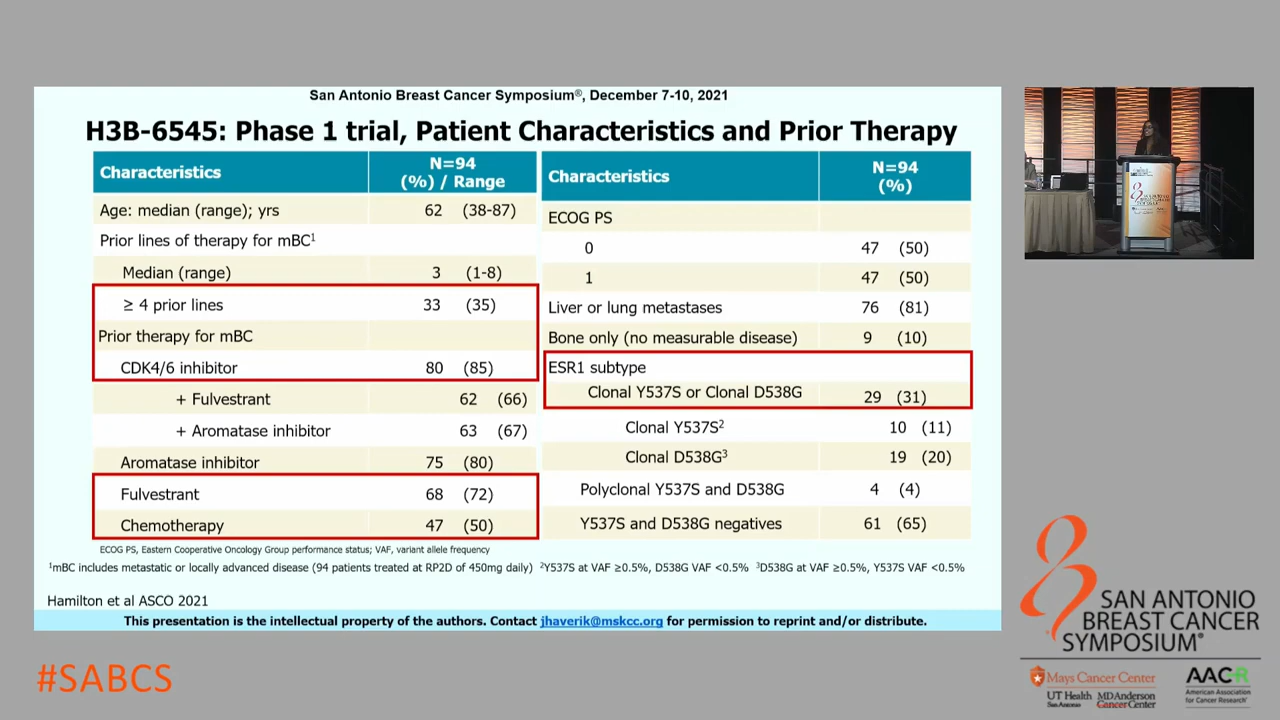 San Antonio Breast Cancer Symposium®, December 7-10, 2021
H3B-6545: Phase 1 trial, Patient Characteristics and Prior Therapy
Characteristics N=94 (%) / Range
Age: median (range); yrs 62 (38-87)
Prior lines of therapy for mBC¹
Median (range) 3 (1-8)
≥ 4 prior lines 33 (35)
Prior therapy for mBC
CDK4/6 inhibitor 80 (85)
+ Fulvestrant 62 (66)
+ Aromatase inhibitor 63 (67)
Aromatase inhibitor 75 (80)
Fulvestrant 68 (72)
Chemotherapy 47 (50)
Characteristics N=94 (%)
ECOG PS
0 47 (50)
1 47 (50)
Liver or lung metastases 76 (81)
Bone only (no measurable disease) 9 (10)
ESR1 subtype
Clonal Y537S or Clonal D538G 29 (31)
Clonal Y537S² 10 (11)
Clonal D538G³ 19 (20)
Polyclonal Y537S and D538G 4 (4)
Y537S and D538G negatives 61 (65)
ECOG PS, Eastern Cooperative Oncology Group performance status; VAF, variant allele frequency
¹mBC includes metastatic or locally advanced disease (94 patients treated at RP2D of 450mg daily) ²Y537S at VAF ≥0.5%, D538G VAF <0.5% ³D538G at VAF ≥0.5%, Y537S VAF <0.5%
Hamilton et al ASCO 2021
This presentation is the intellectual property of the authors. Contact jhaverik@mskcc.org for permission to reprint and/or distribute.
#SABCS
SAN ANTONIO
BREAST CANCER
SYMPOSIUM®
Mays Cancer Center
UT Health
San Antonio
MD Anderson
Cancer Center
AACR
American Association
for Cancer Research®